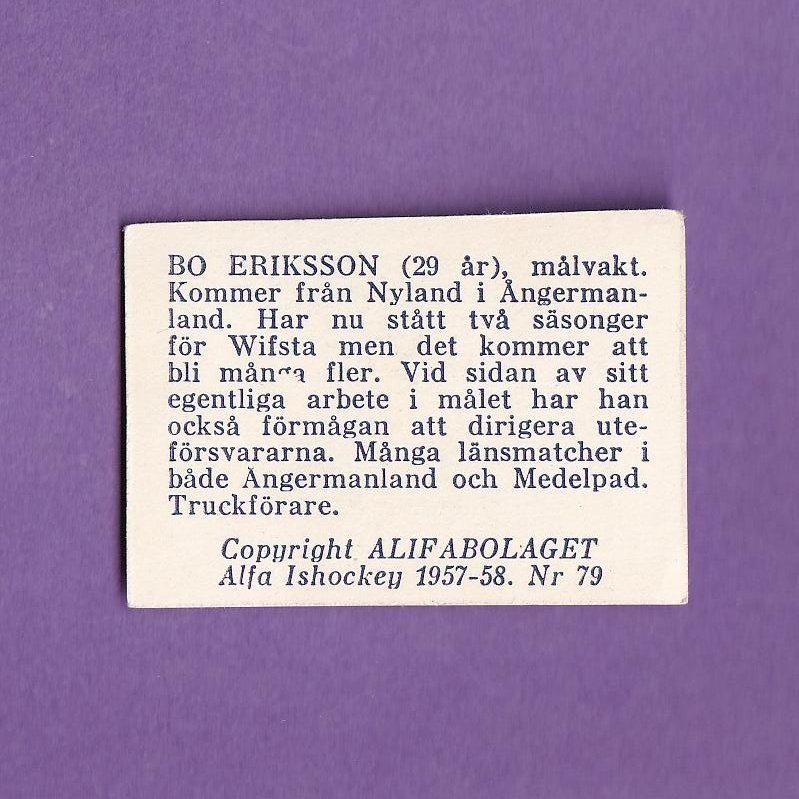 BO ERIKSSON (29 år), målvakt.
Kommer från Nyland i Ångerman-
land. Har nu stått två säsonger
för Wifsta men det kommer att
bli många fler. Vid sidan av sitt
egentliga arbete i målet har han
också förmågan att dirigera ute-
försvararna. Många länsmatcher i
både Ångermanland och Medelpad.
Truckförare.
Copyright ALIFABOLAGET
Alfa Ishockey 1957-58. Nr 79